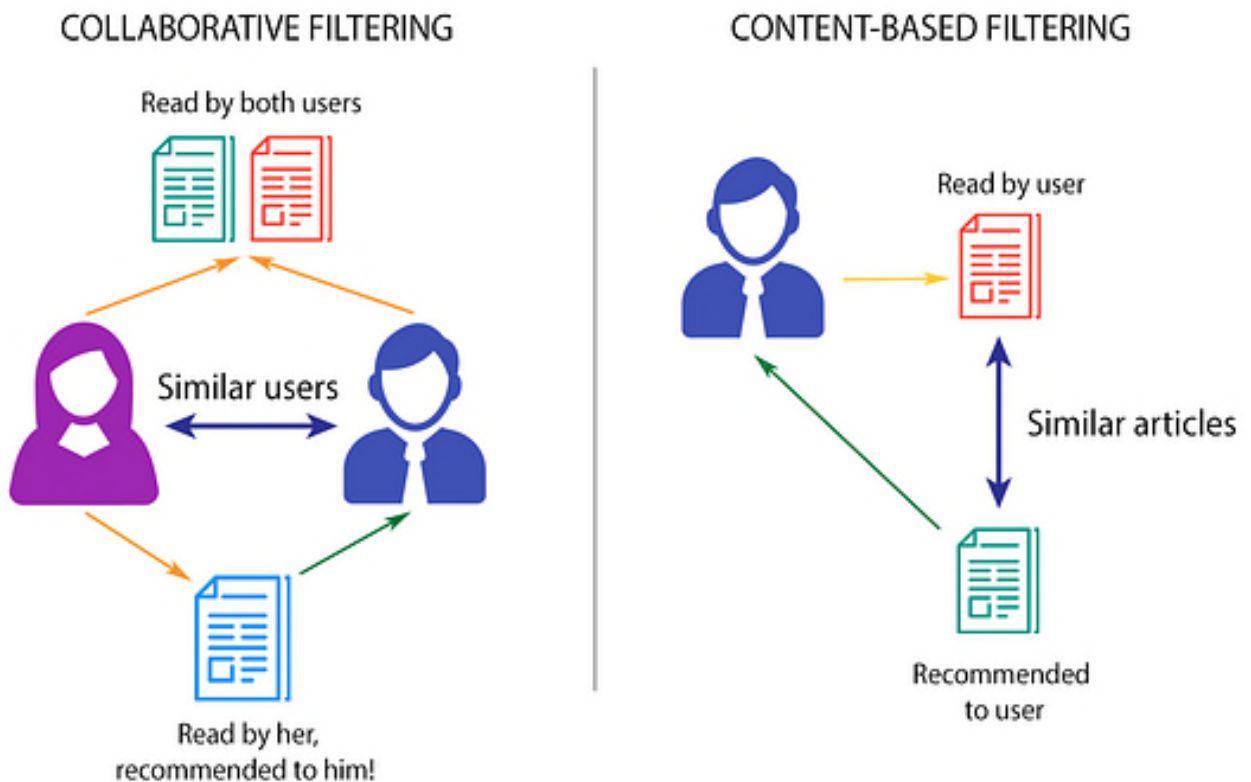 COLLABORATIVE FILTERING
Read by both users
Similar users
Read by her,
recommended to him!
CONTENT-BASED FILTERING
Read by user
Similar articles
Recommended
to user